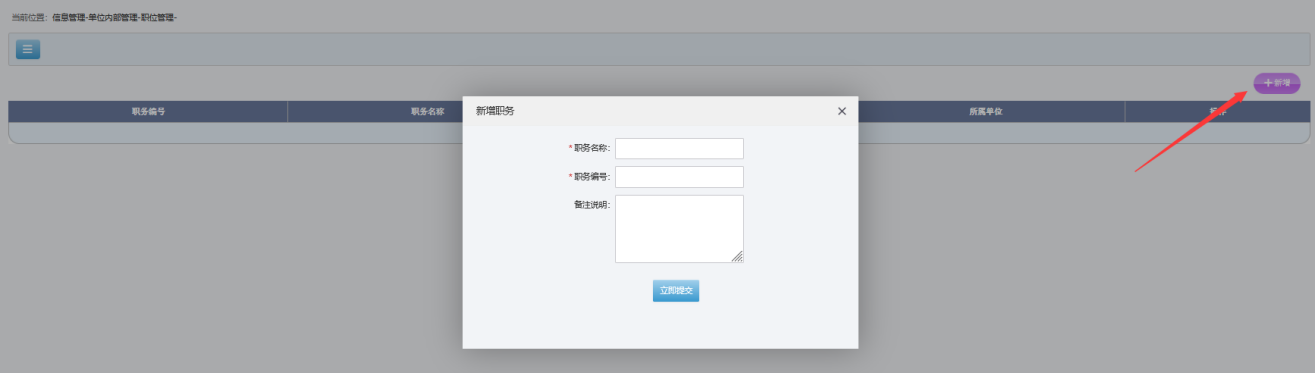 当前位置：信息管理-单位内部管理-职位管理-
+新增
职务编号 职务名称 所属单位
新增职务
*职务名称：
*职务编号：
备注说明：
立即提交